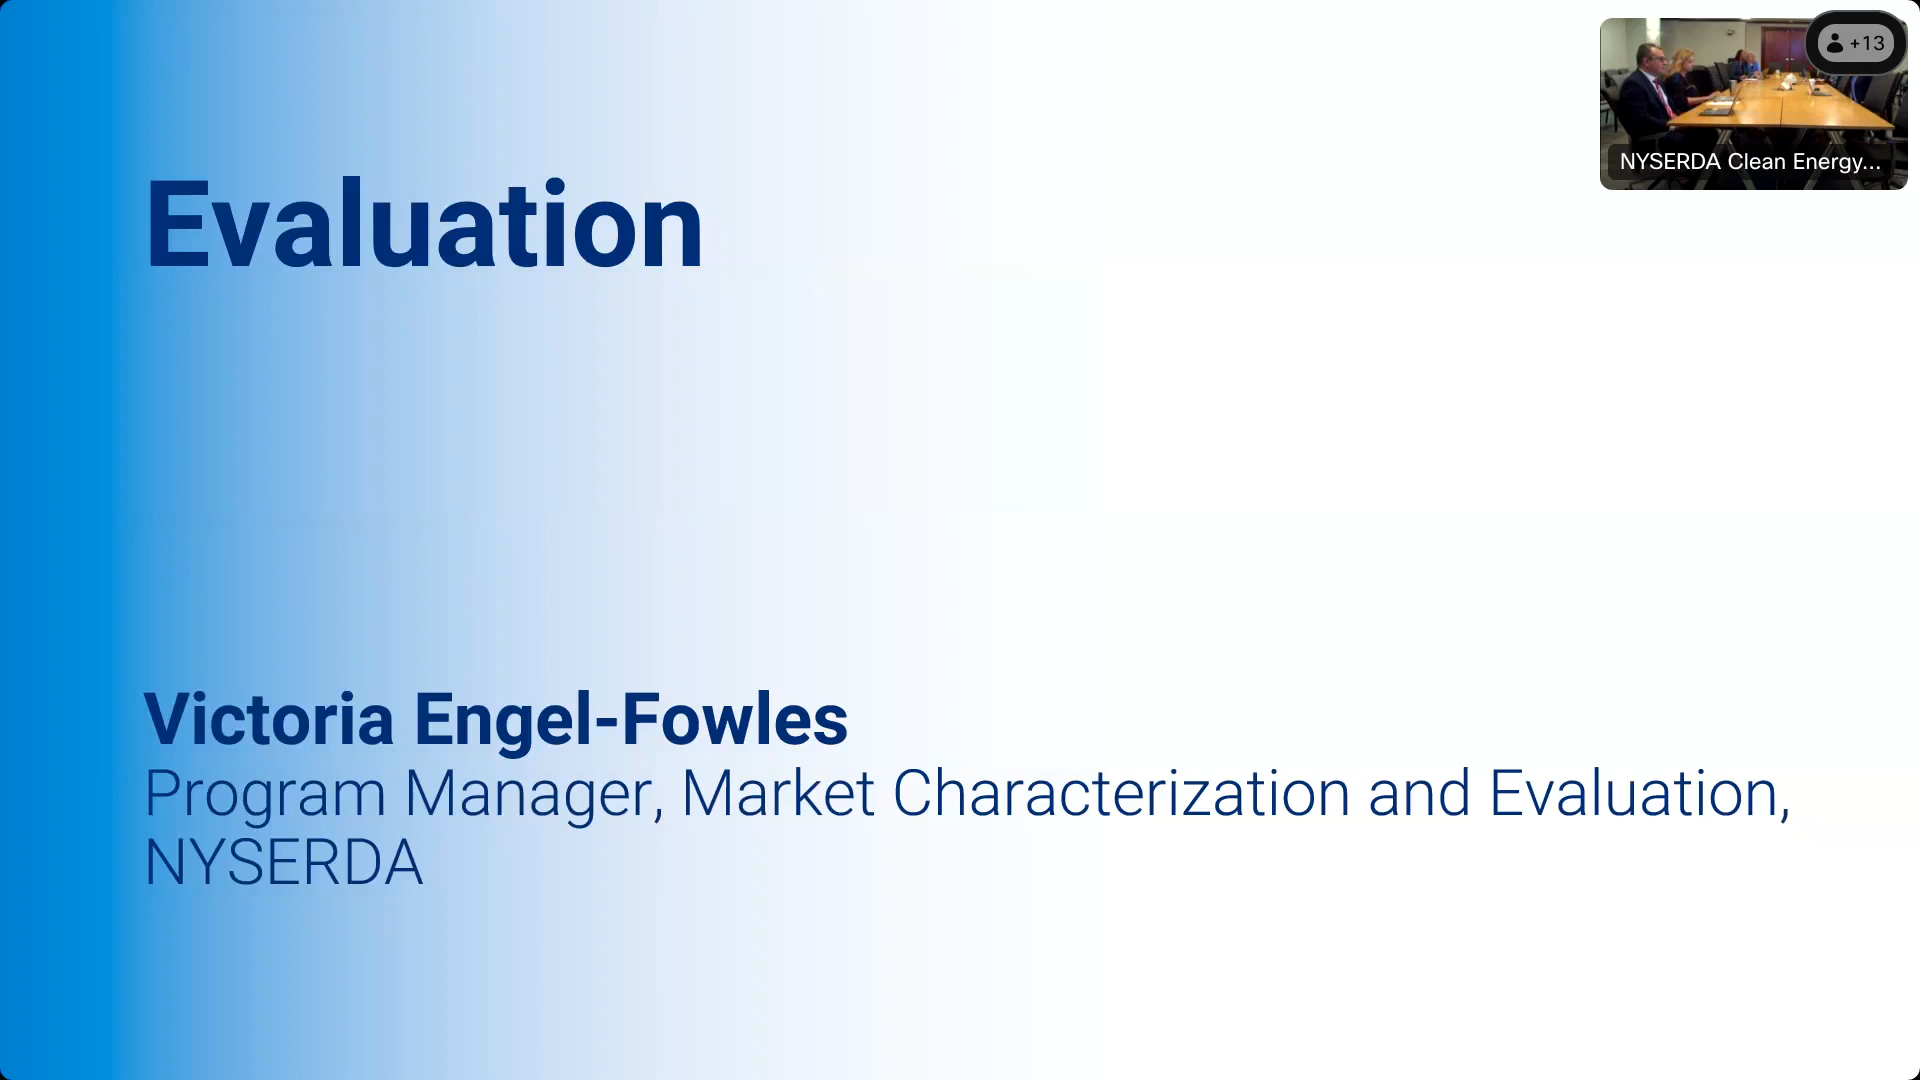 +13
NYSERDA Clean Energy...
Evaluation
Victoria Engel-Fowles
Program Manager, Market Characterization and Evaluation,
NYSERDA